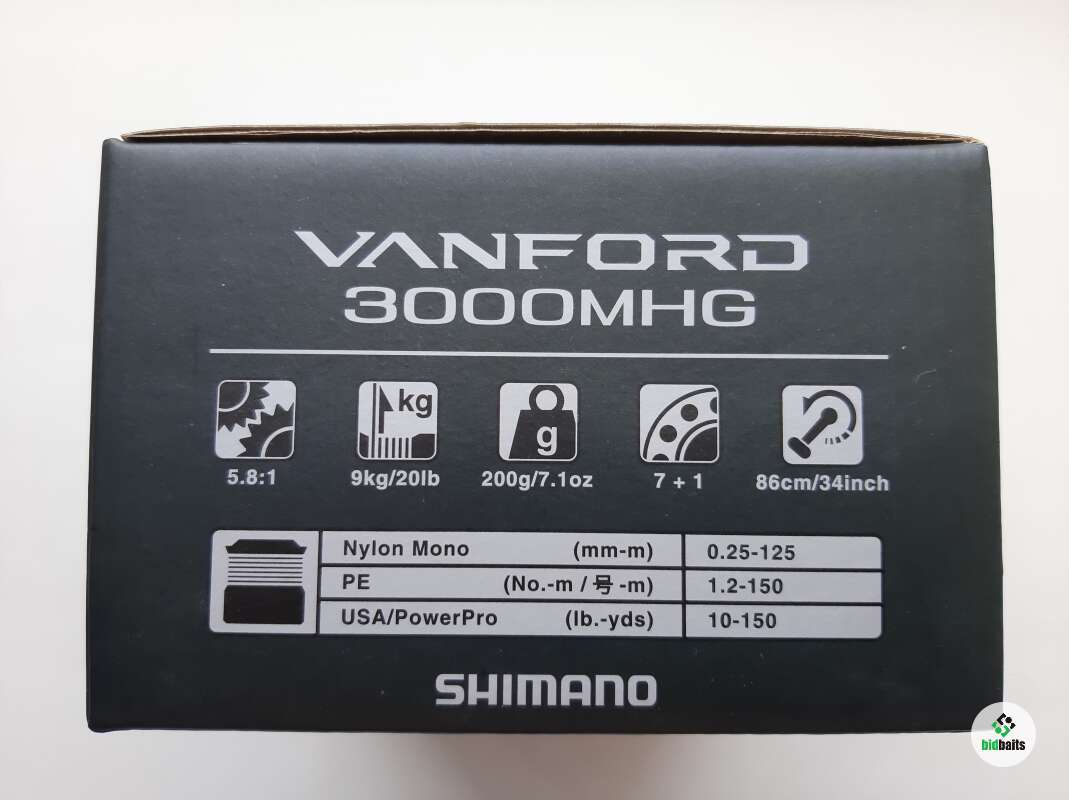 VANFORD
3000MHG
kg
g
5.8:1 9kg/20lb 200g/7.1oz 7 + 1 86cm/34inch
Nylon Mono (mm-m) 0.25-125
PE (No.-m / 号 -m) 1.2-150
USA/PowerPro (lb.-yds) 10-150
SHIMANO
bidbaits